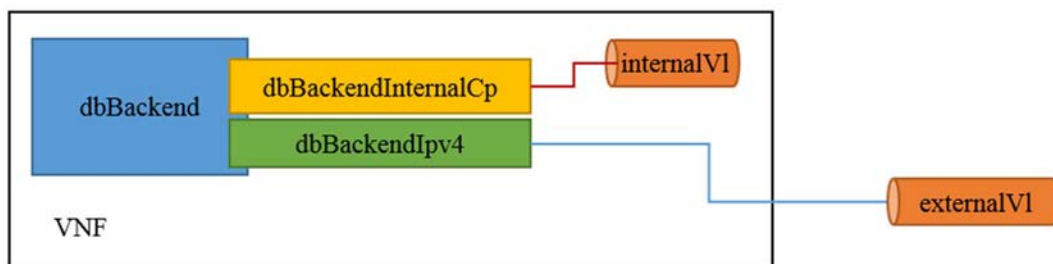 dbBackend
dbBackendInternalCp
internalVl
dbBackendIpv4
externalVl
VNF